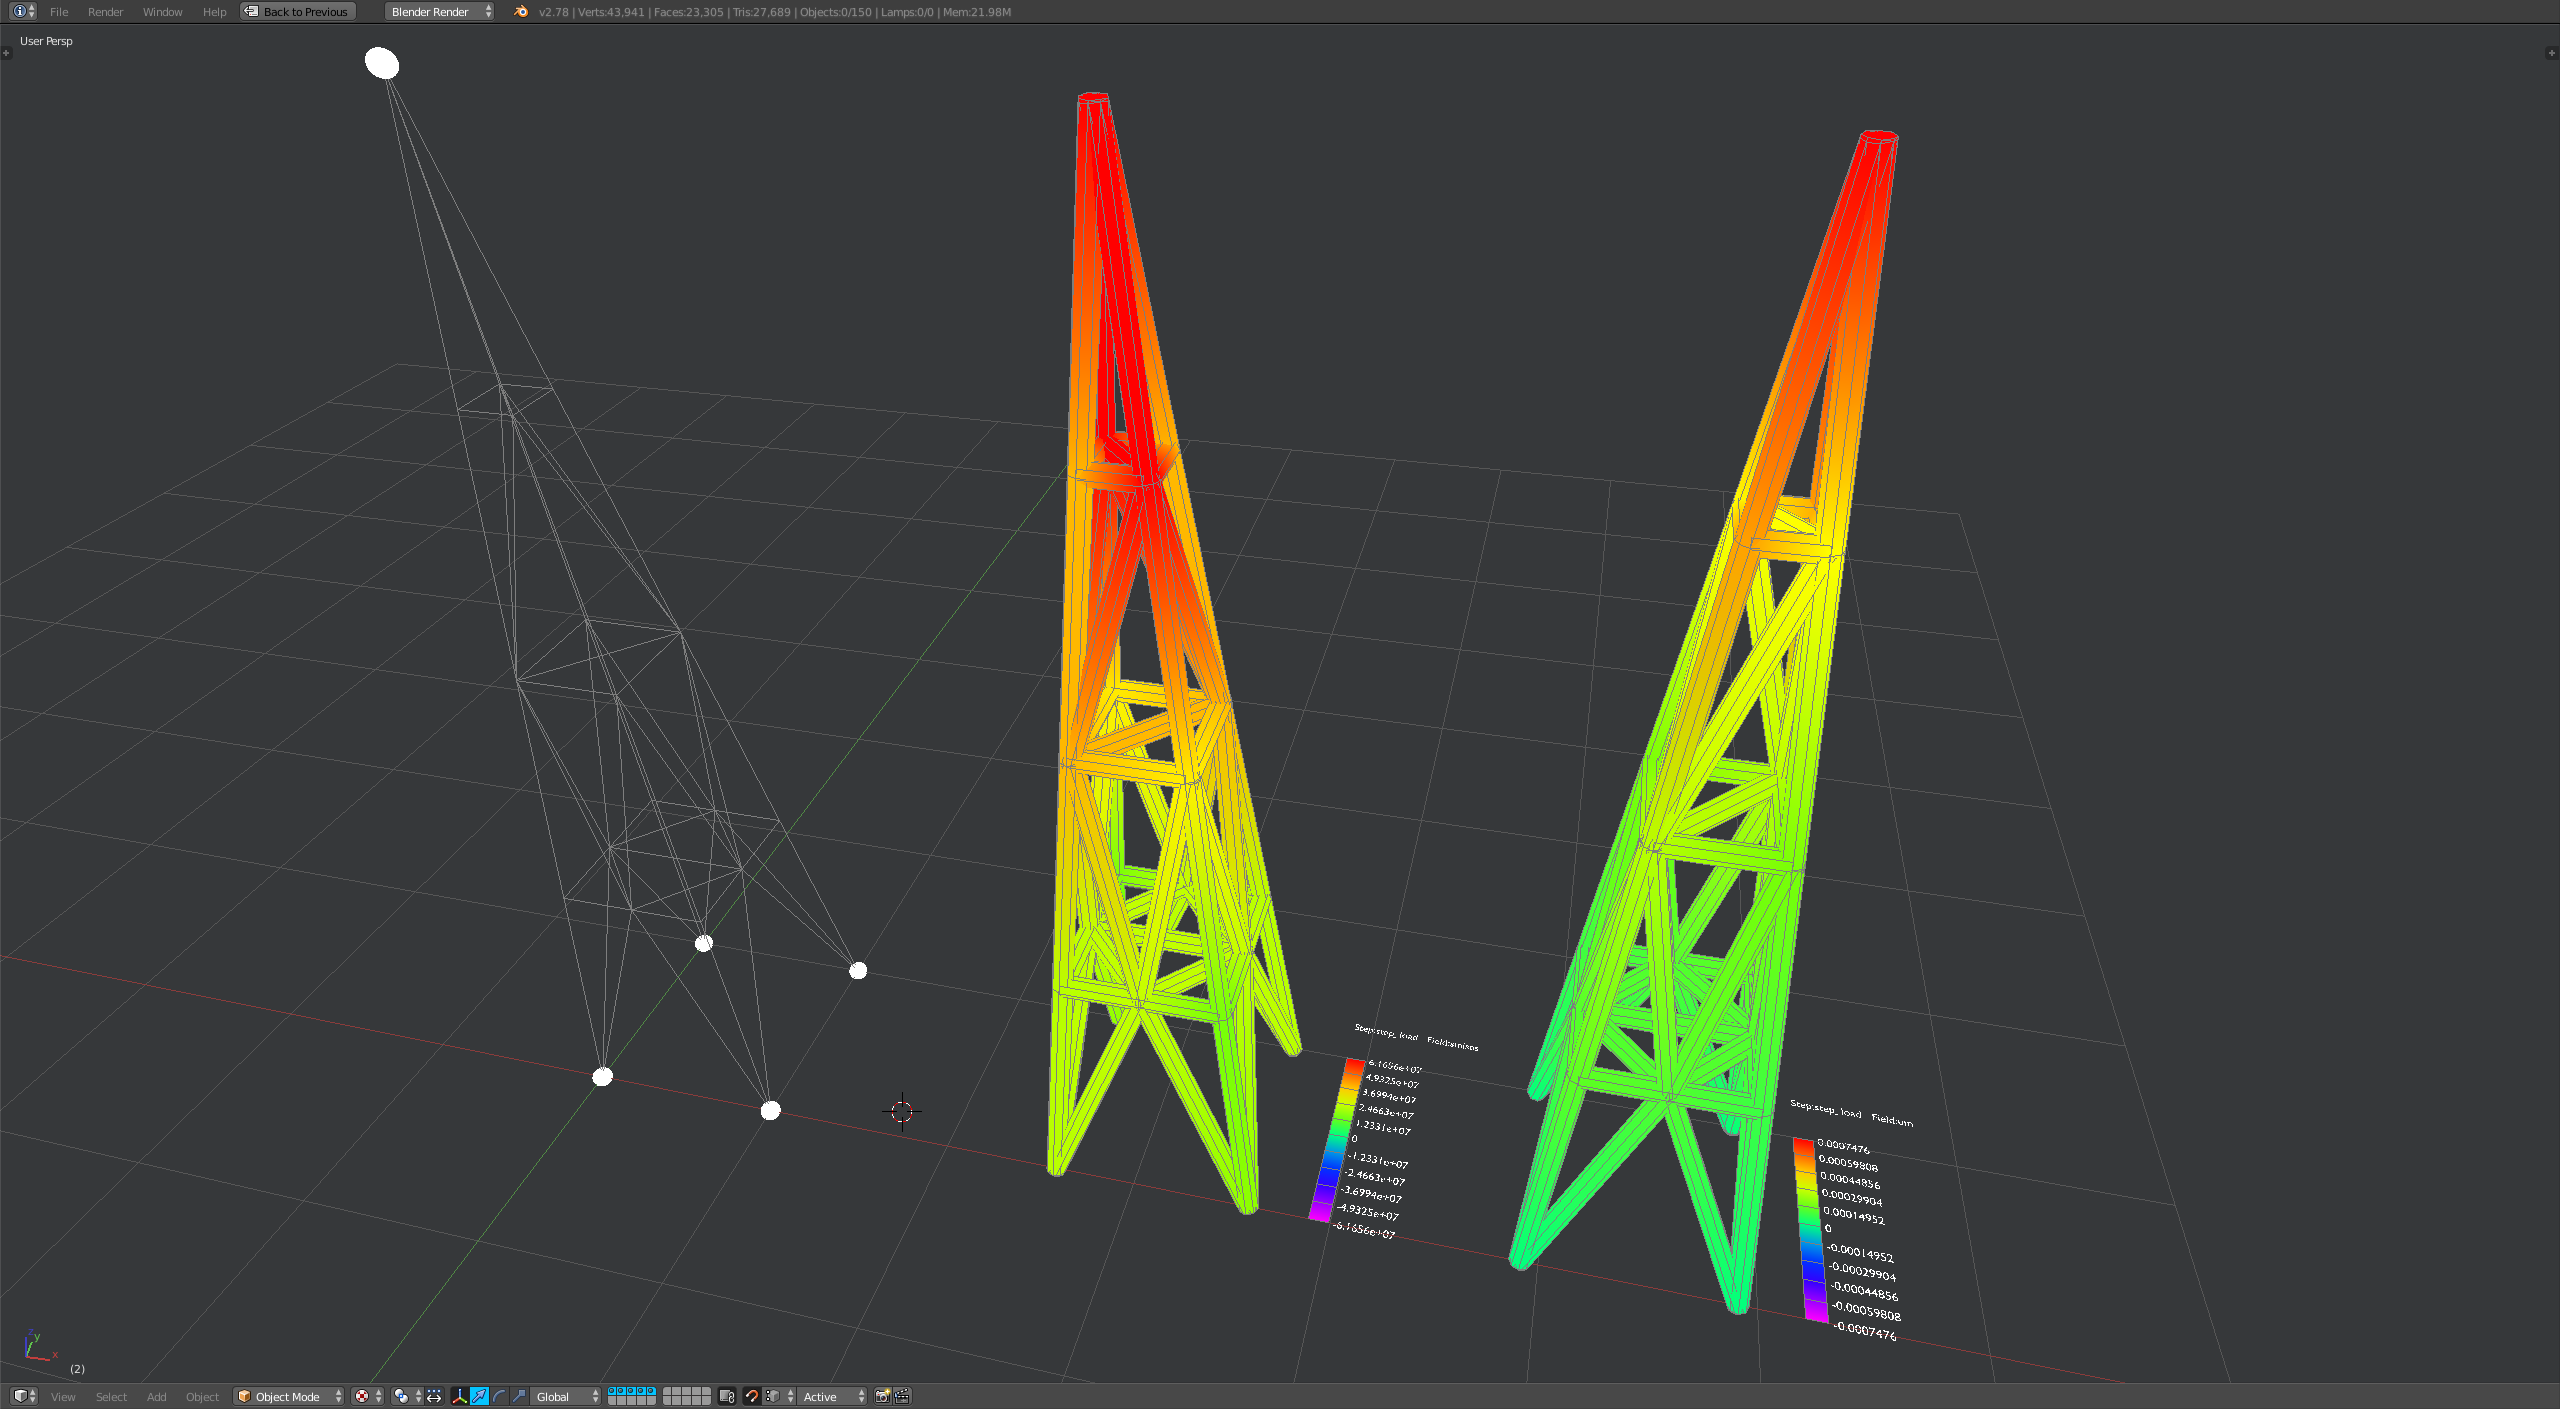 File Render Window Help Back to Previous Blender Render v2.78 | Verts:43,941 | Faces:23,305 | Tris:27,689 | Objects:0/150 | Lamps:0/0 | Mem:21.98M
User Persp
Step:step_load Field:smises
6.1656e+07
4.9325e+07
3.6994e+07
2.4663e+07
1.2331e+07
0
-1.2331e+07
-2.4663e+07
-3.6994e+07
-4.9325e+07
-6.1656e+07
Step:step_load Field:um
0.0007476
0.00059808
0.00044856
0.00029904
0.00014952
0
-0.00014952
-0.00029904
-0.00044856
-0.00059808
-0.0007476
z
y
x
(2)
View Select Add Object Object Mode Global Active